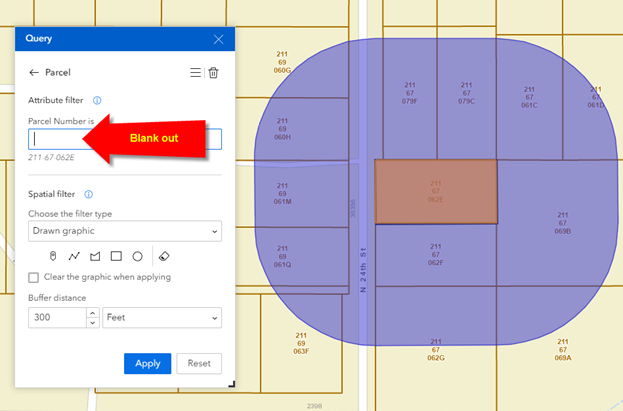 Query
Parcel
Attribute filter
Parcel Number is
Blank out
211-67-062E
Spatial filter
Choose the filter type
Drawn graphic
Clear the graphic when applying
Buffer distance
300
Feet
Apply
Reset
211
69
060G
211
67
079F
211
67
079C
211
67
061C
211
67
061D
211
69
060H
211
69
061M
211
67
062E
211
67
069B
211
69
061Q
211
67
062F
N 24th St
211
69
063F
211
67
062G
211
67
069A
2398